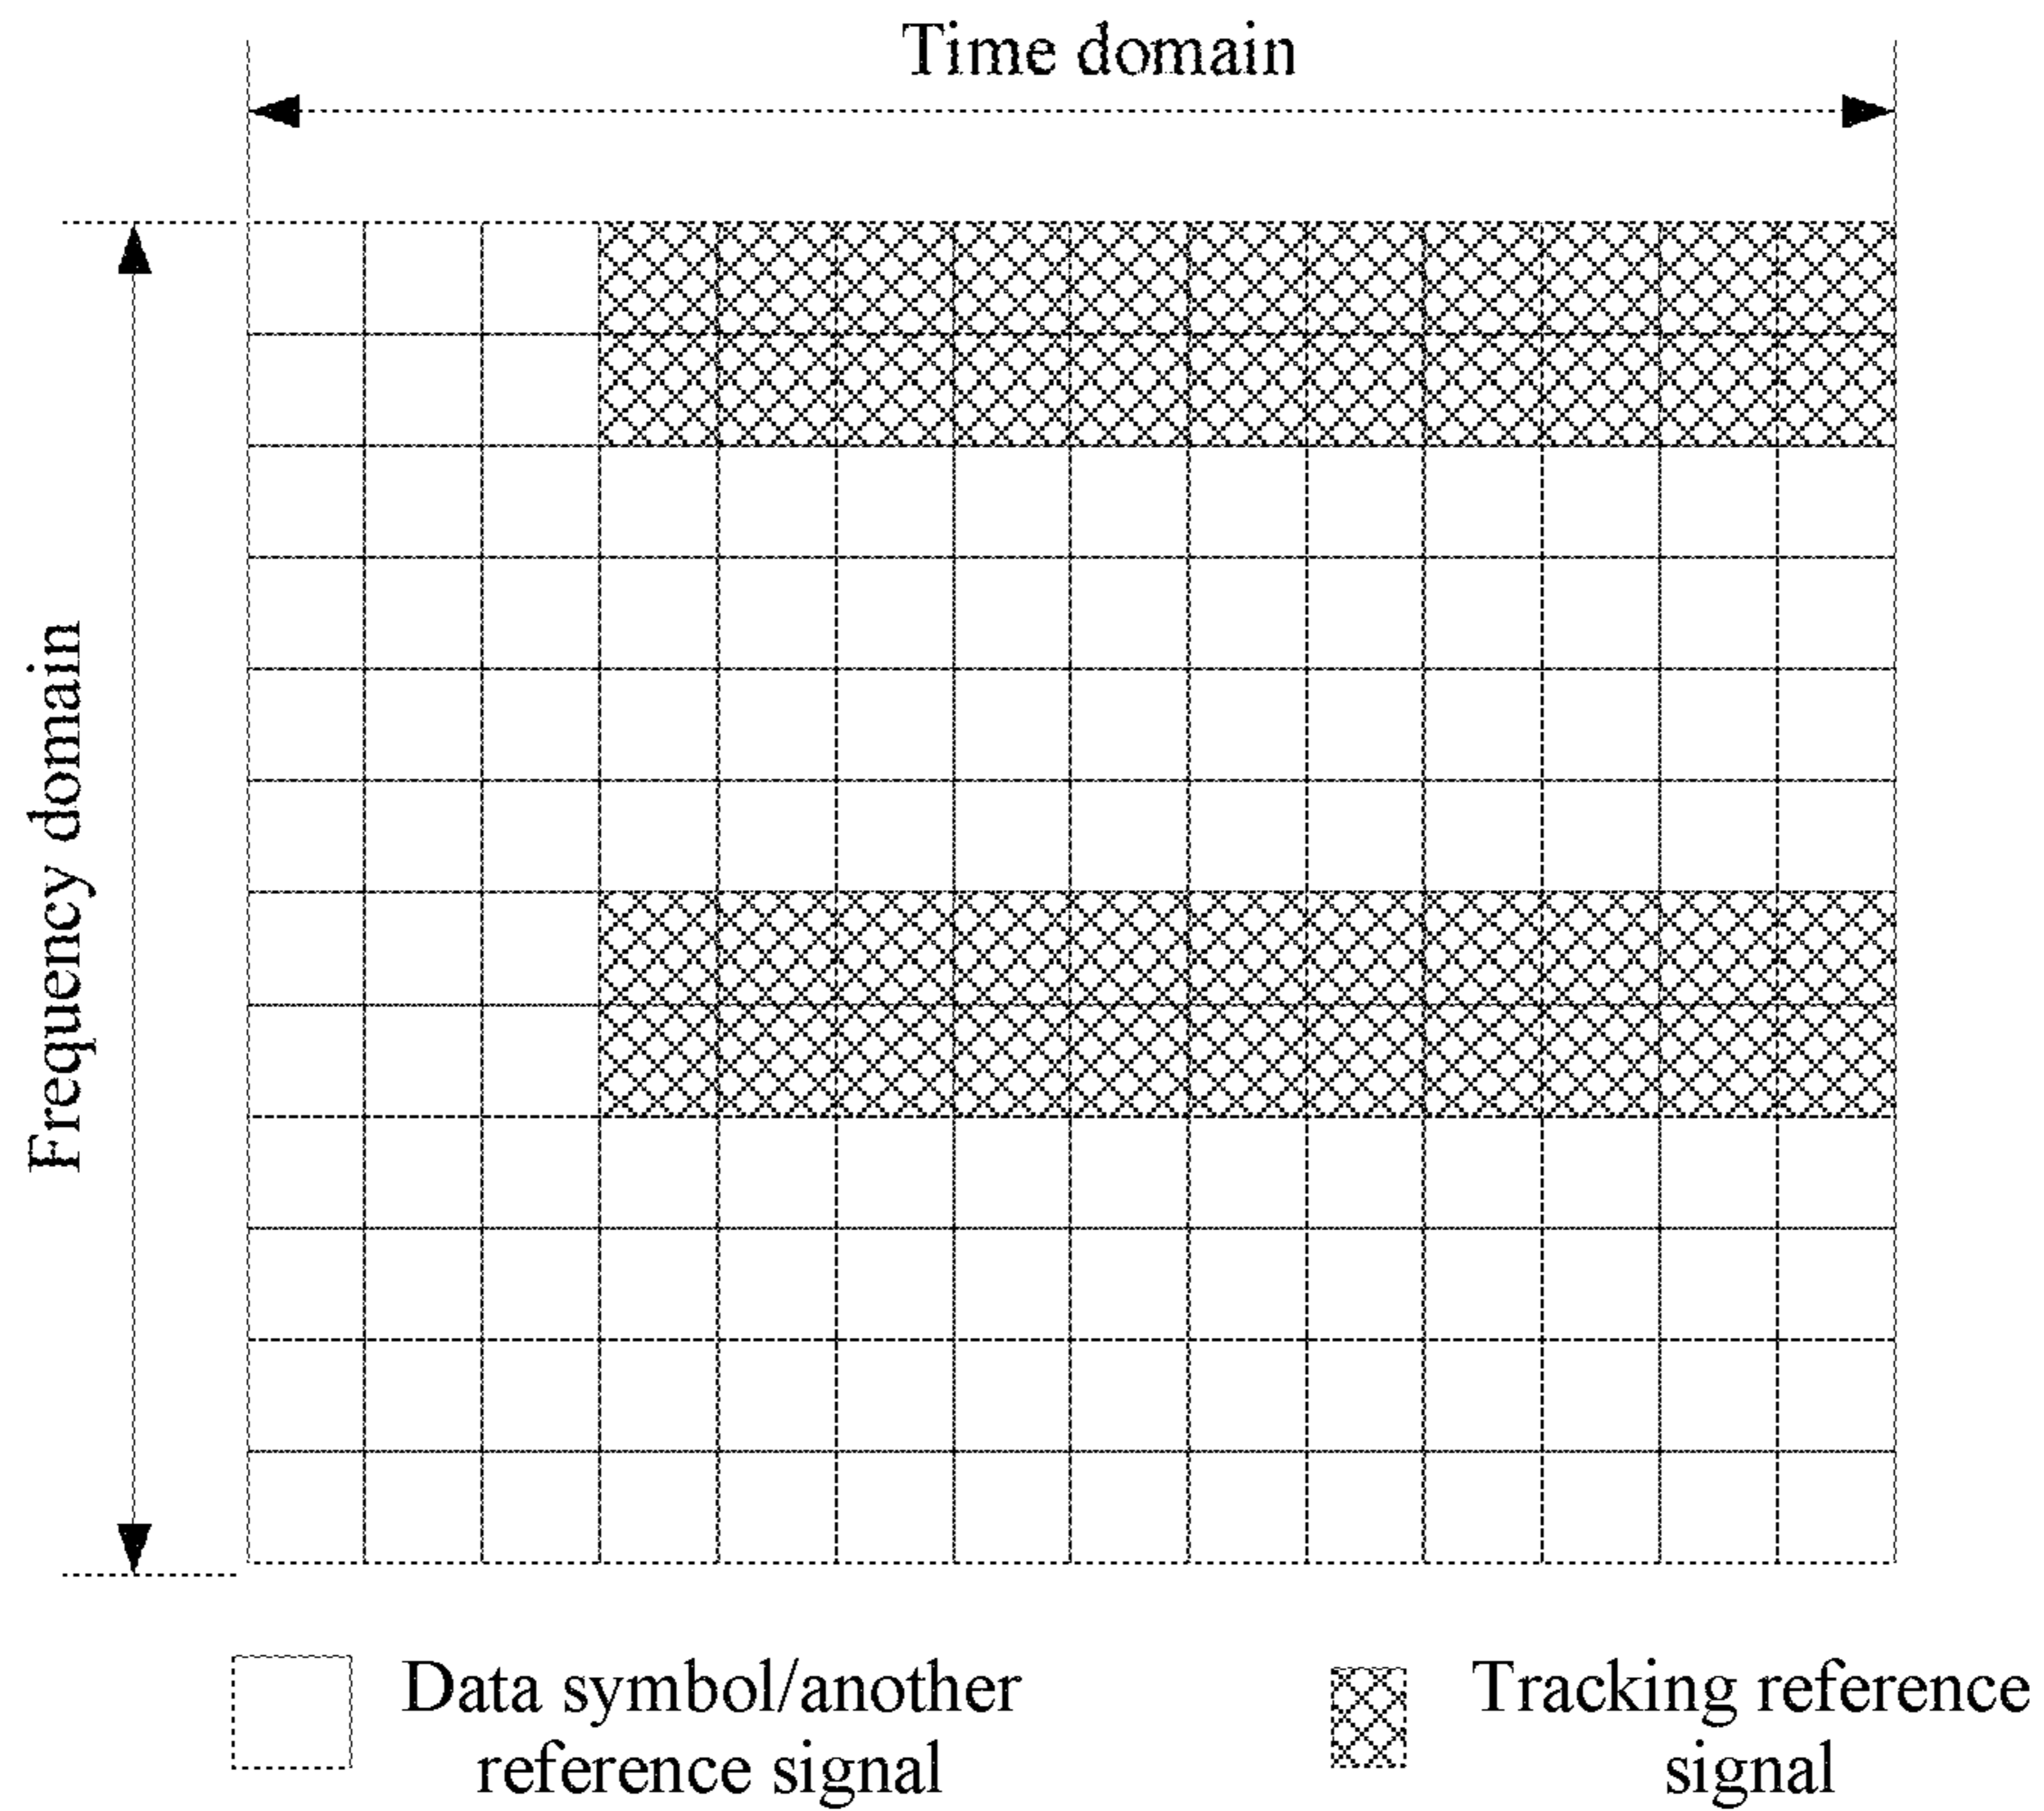 Time domain
Frequency domain
Data symbol/another
reference signal
Tracking reference
signal